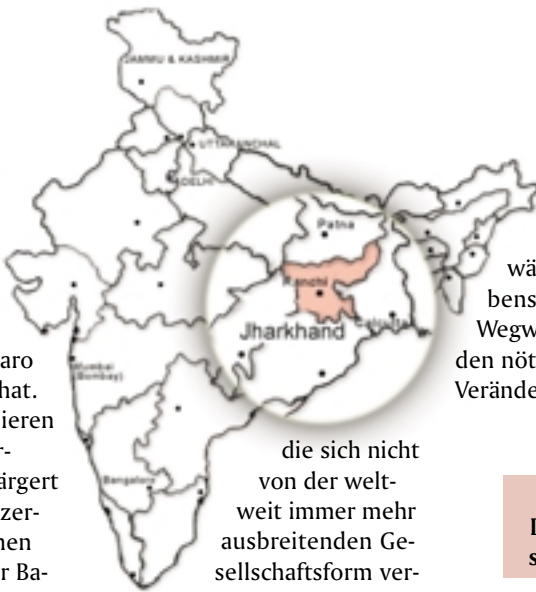 JAMMU & KASHMIR
UTTARANCHAL
DELHI
Patna
Ranchi
Jharkhand
Calcutta
Mumbai
(Bombay)
Bangalore
aro
hat.
ieren
r-
ärgert
zer-
nen
r Ba-
die sich nicht
von der welt-
weit immer mehr
ausbreitenden Ge-
sellschaftsform ver-
wä
bens
Wegw
den nöt
Verände
D
s